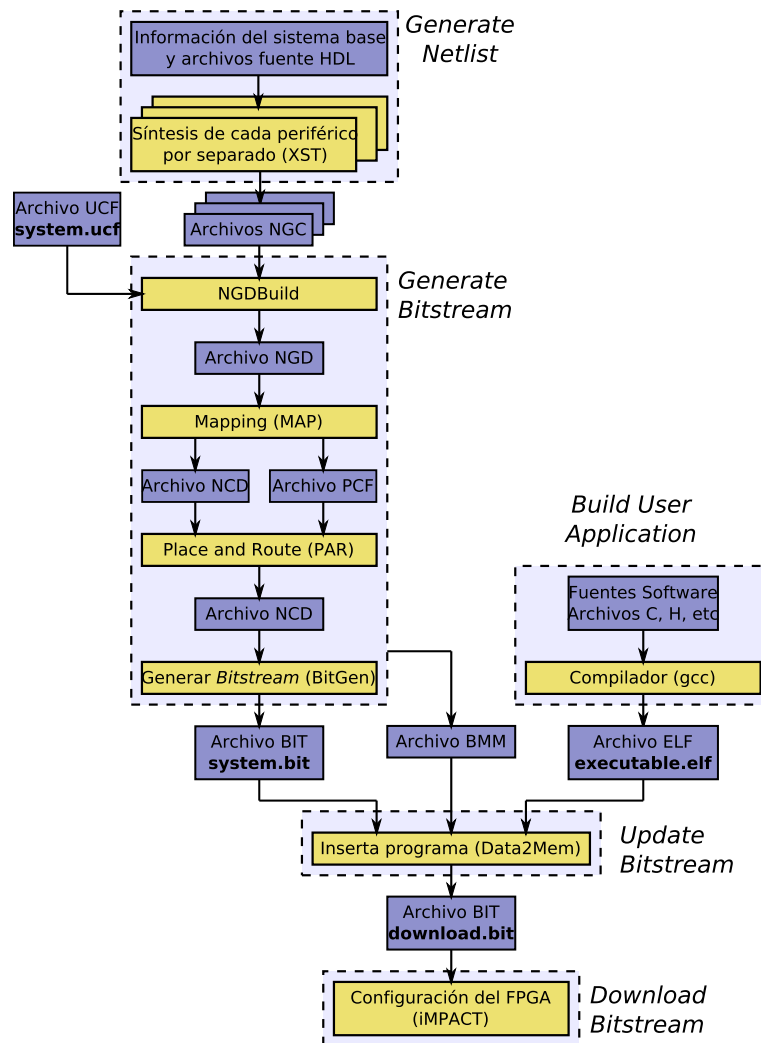 Generate
Netlist
Información del sistema base
y archivos fuente HDL
Síntesis de cada periférico
por separado (XST)
Archivo UCF
system.ucf
Archivos NGC
Generate
Bitstream
NGDBuild
Archivo NGD
Mapping (MAP)
Archivo NCD
Archivo PCF
Place and Route (PAR)
Archivo NCD
Generar Bitstream (BitGen)
Build User
Application
Fuentes Software
Archivos C, H, etc
Compilador (gcc)
Archivo BIT
system.bit
Archivo BMM
Archivo ELF
executable.elf
Inserta programa (Data2Mem)
Update
Bitstream
Archivo BIT
download.bit
Configuración del FPGA
(iMPACT)
Download
Bitstream